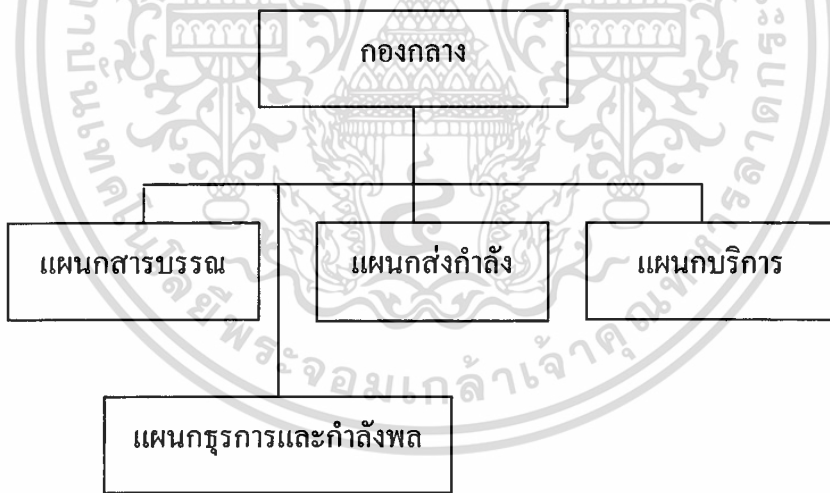 กองกลาง
แผนกสารบรรณ
แผนกส่งกำลัง
แผนกบริการ
แผนกธุรการและกำลังพล